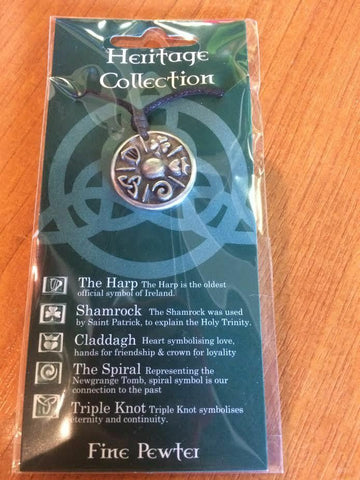 Heritage
Collection
The Harp The Harp is the oldest
official symbol of Ireland.
Shamrock The Shamrock was used
by Saint Patrick, to explain the Holy Trinity.
Claddagh Heart symbolising love,
hands for friendship & crown for loyality
The Spiral Representing the
Newgrange Tomb, spiral symbol is our
connection to the past
Triple Knot Triple Knot symbolises
eternity and continuity.
Fine Pewter